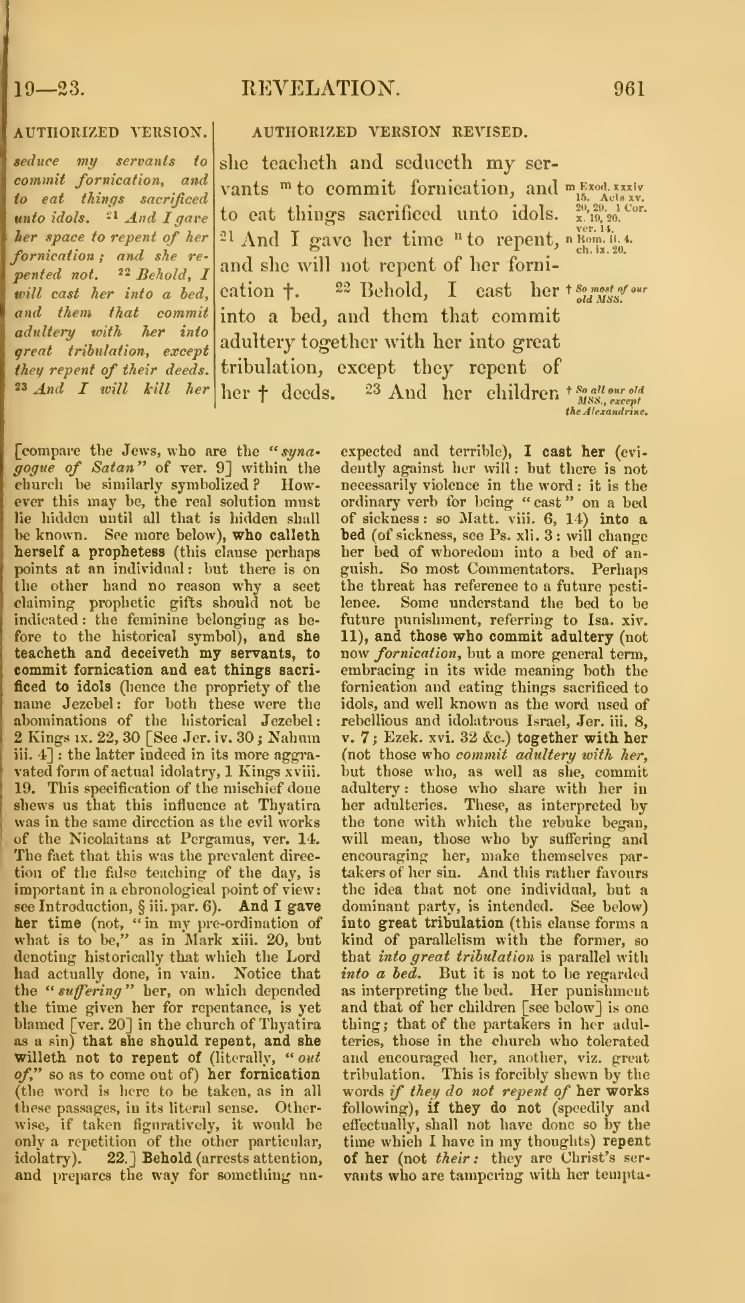 19—23. REVELATION. 961
AUTHORIZED VERSION.
seduce my servants to
commit fornication, and
to eat things sacrificed
unto idols. 21 And I gave
her space to repent of her
fornication; and she re-
pented not. 22 Behold, I
will cast her into a bed,
and them that commit
adultery with her into
great tribulation, except
they repent of their deeds.
23 And I will kill her
AUTHORIZED VERSION REVISED.
she teacheth and seduceth my ser-
vants m to commit fornication, and
to eat things sacrificed unto idols.
21 And I gave her time n to repent,
and she will not repent of her forni-
cation †. 22 Behold, I cast her
into a bed, and them that commit
adultery together with her into great
tribulation, except they repent of
her † deeds. 23 And her children
m Exod. xxxiv
15. Acts xv.
20, 29. 1 Cor.
x. 19, 20.
ver. 14.
n Rom. ii. 4.
ch. ix. 20.
† So most of our
old MSS.
† So all our old
MSS., except
the Alexandrine.
[compare the Jews, who are the "syna-
gogue of Satan" of ver. 9] within the
church be similarly symbolized? How-
ever this may be, the real solution must
lie hidden until all that is hidden shall
be known. See more below), who calleth
herself a prophetess (this clause perhaps
points at an individual: but there is on
the other hand no reason why a sect
claiming prophetic gifts should not be
indicated: the feminine belonging as be-
fore to the historical symbol), and she
teacheth and deceiveth my servants, to
commit fornication and eat things sacri-
ficed to idols (hence the propriety of the
name Jezebel: for both these were the
abominations of the historical Jezebel:
2 Kings ix. 22, 30 [See Jer. iv. 30; Nahum
iii. 4]: the latter indeed in its more aggra-
vated form of actual idolatry, 1 Kings xviii.
19. This specification of the mischief done
shews us that this influence at Thyatira
was in the same direction as the evil works
of the Nicolaitans at Pergamus, ver. 14.
The fact that this was the prevalent direc-
tion of the false teaching of the day, is
important in a chronological point of view:
see Introduction, § iii. par. 6). And I gave
her time (not, "in my pre-ordination of
what is to be," as in Mark xiii. 20, but
denoting historically that which the Lord
had actually done, in vain. Notice that
the "suffering" her, on which depended
the time given her for repentance, is yet
blamed [ver. 20] in the church of Thyatira
as a sin) that she should repent, and she
willeth not to repent of (literally, "out
of," so as to come out of) her fornication
(the word is here to be taken, as in all
these passages, in its literal sense. Other-
wise, if taken figuratively, it would be
only a repetition of the other particular,
idolatry). 22.] Behold (arrests attention,
and prepares the way for something un-
expected and terrible), I cast her (evi-
dently against her will: but there is not
necessarily violence in the word: it is the
ordinary verb for being "cast" on a bed
of sickness: so Matt. viii. 6, 14) into a
bed (of sickness, see Ps. xli. 3: will change
her bed of whoredom into a bed of an-
guish. So most Commentators. Perhaps
the threat has reference to a future pesti-
lence. Some understand the bed to be
future punishment, referring to Isa. xiv.
11), and those who commit adultery (not
now fornication, but a more general term,
embracing in its wide meaning both the
fornication and eating things sacrificed to
idols, and well known as the word used of
rebellious and idolatrous Israel, Jer. iii. 8,
v. 7; Ezek. xvi. 32 &c.) together with her
(not those who commit adultery with her,
but those who, as well as she, commit
adultery: those who share with her in
her adulteries. These, as interpreted by
the tone with which the rebuke began,
will mean, those who by suffering and
encouraging her, make themselves par-
takers of her sin. And this rather favours
the idea that not one individual, but a
dominant party, is intended. See below)
into great tribulation (this clause forms a
kind of parallelism with the former, so
that into great tribulation is parallel with
into a bed. But it is not to be regarded
as interpreting the bed. Her punishment
and that of her children [see below] is one
thing; that of the partakers in her adul-
teries, those in the church who tolerated
and encouraged her, another, viz. great
tribulation. This is forcibly shewn by the
words if they do not repent of her works
following), if they do not (speedily and
effectually, shall not have done so by the
time which I have in my thoughts) repent
of her (not their: they are Christ's ser-
vants who are tampering with her tempta-